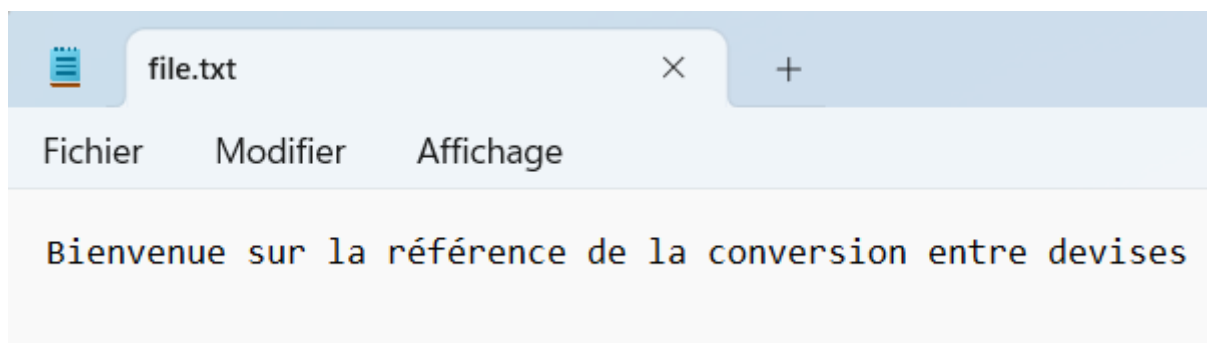 file.txt
Fichier Modifier Affichage
Bienvenue sur la référence de la conversion entre devises